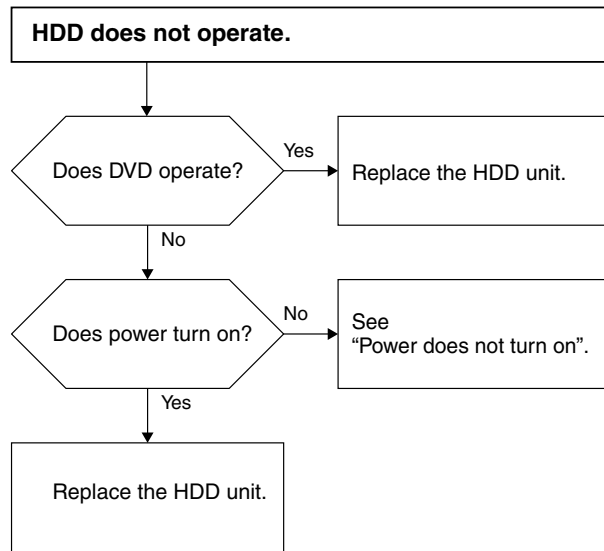 HDD does not operate.
Does DVD operate?
Yes
Replace the HDD unit.
No
Does power turn on?
No
See
“Power does not turn on”.
Yes
Replace the HDD unit.